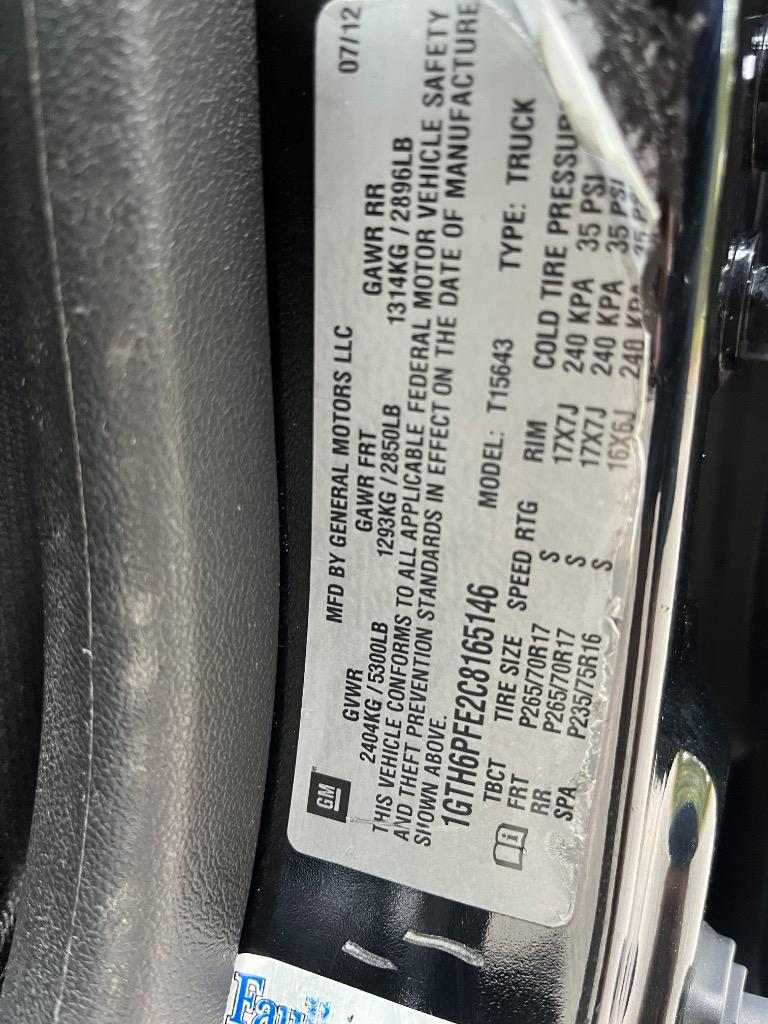 GM
MFD BY GENERAL MOTORS LLC 07/12
GVWR GAWR FRT GAWR RR
2404KG / 5300LB 1293KG / 2850LB 1314KG / 2896LB
THIS VEHICLE CONFORMS TO ALL APPLICABLE FEDERAL MOTOR VEHICLE SAFETY
AND THEFT PREVENTION STANDARDS IN EFFECT ON THE DATE OF MANUFACTURE
SHOWN ABOVE.
1GTH6PFE2C8165146 MODEL: T15643 TYPE: TRUCK
TBCT TIRE SIZE SPEED RTG RIM COLD TIRE PRESSURE
FRT P265/70R17 S 17X7J 240 KPA 35 PSI
RR P265/70R17 S 17X7J 240 KPA 35 PSI
SPA P235/75R16 S 16X6J 240 KPA 35 PSI